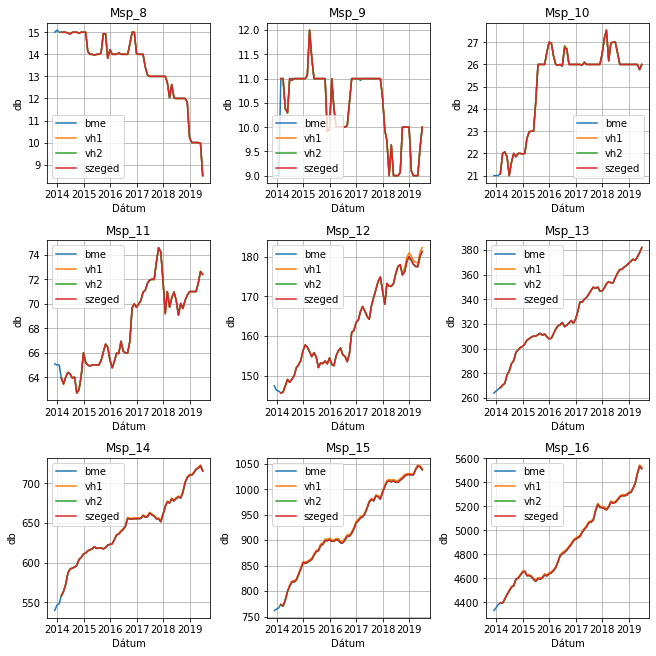 Msp_8
15
14
13
12
11
10
9
db
bme
vh1
vh2
szeged
2014 2015 2016 2017 2018 2019
Dátum
Msp_9
12.0
11.5
11.0
10.5
10.0
9.5
9.0
db
bme
vh1
vh2
szeged
2014 2015 2016 2017 2018 2019
Dátum
Msp_10
27
26
25
24
23
22
21
db
bme
vh1
vh2
szeged
2014 2015 2016 2017 2018 2019
Dátum
Msp_11
74
72
70
68
66
64
db
bme
vh1
vh2
szeged
2014 2015 2016 2017 2018 2019
Dátum
Msp_12
180
170
160
150
db
bme
vh1
vh2
szeged
2014 2015 2016 2017 2018 2019
Dátum
Msp_13
380
360
340
320
300
280
260
db
bme
vh1
vh2
szeged
2014 2015 2016 2017 2018 2019
Dátum
Msp_14
700
650
600
550
db
bme
vh1
vh2
szeged
2014 2015 2016 2017 2018 2019
Dátum
Msp_15
1050
1000
950
900
850
800
750
db
bme
vh1
vh2
szeged
2014 2015 2016 2017 2018 2019
Dátum
Msp_16
5600
5400
5200
5000
4800
4600
4400
db
bme
vh1
vh2
szeged
2014 2015 2016 2017 2018 2019
Dátum